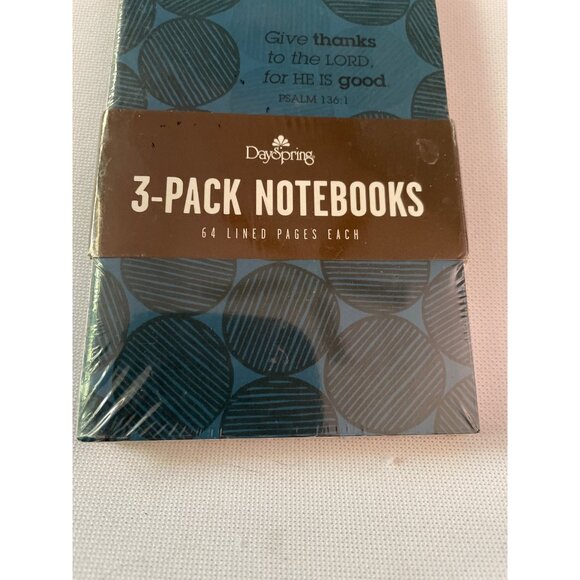 Give thanks
to the LORD,
for HE IS good
PSALM 136:1
DaySpring
3-PACK NOTEBOOKS
64 LINED PAGES EACH